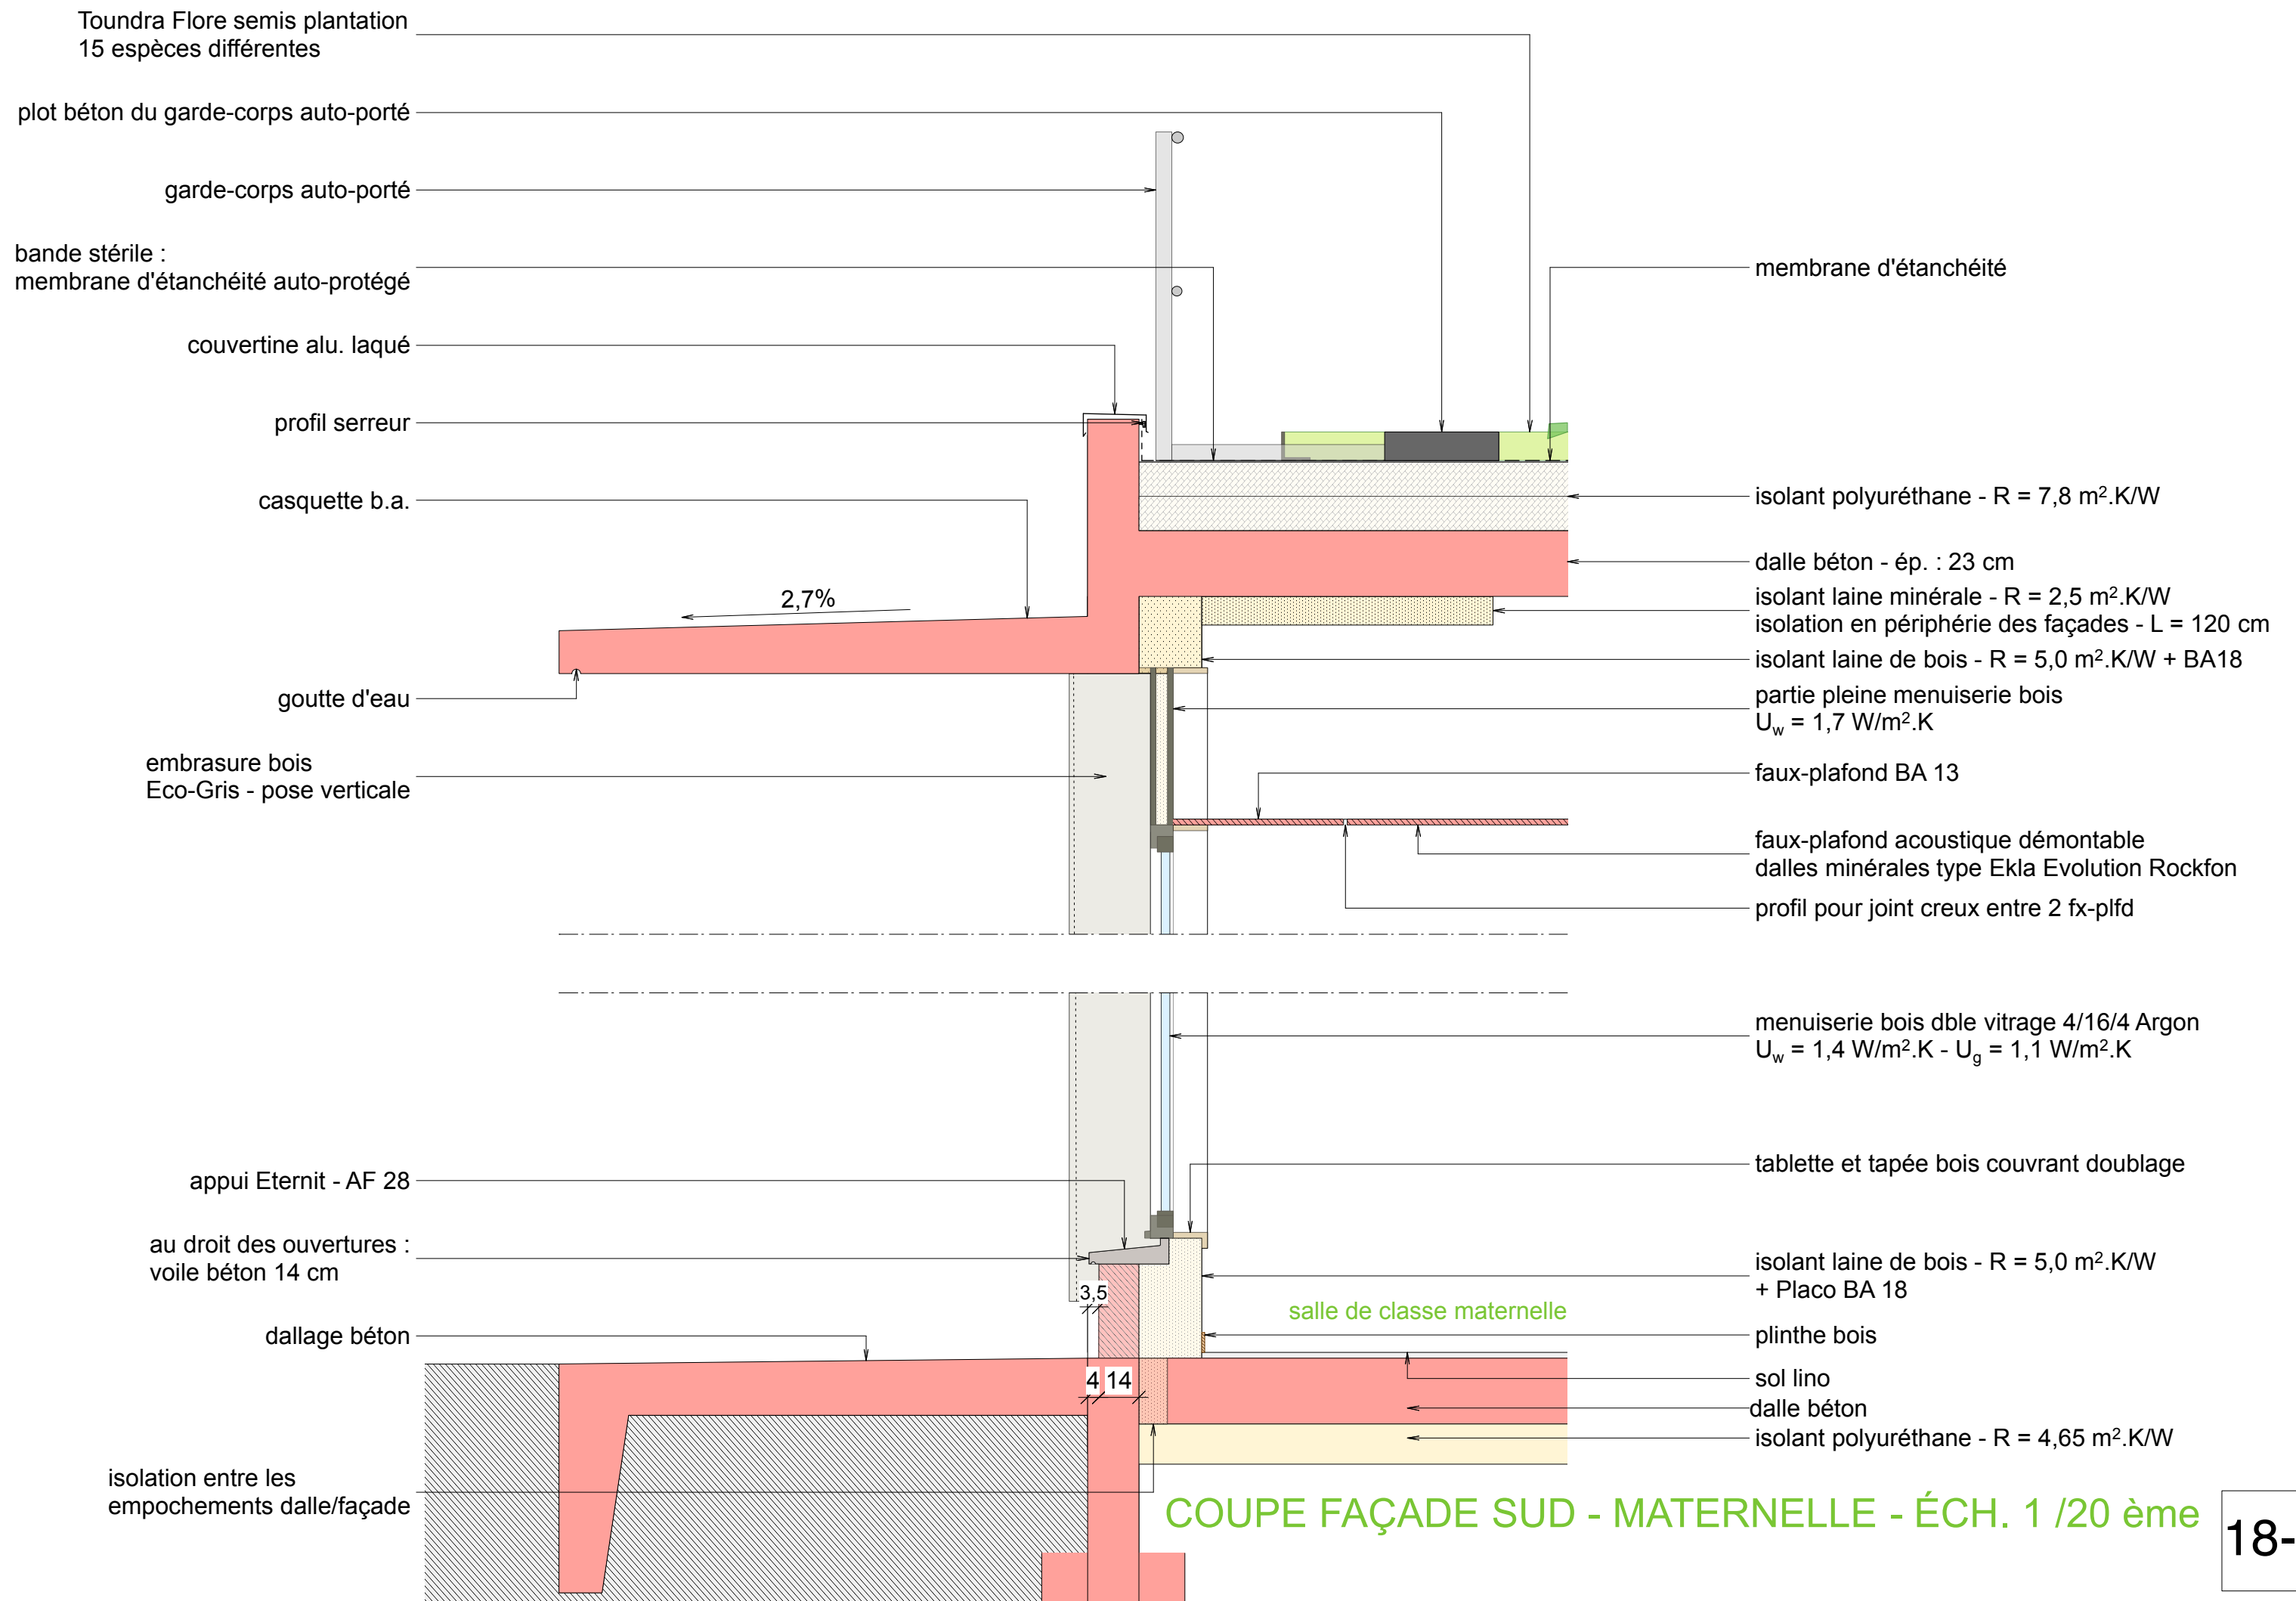 Toundra Flore semis plantation
15 espèces différentes
plot béton du garde-corps auto-porté
garde-corps auto-porté
bande stérile :
membrane d'étanchéité auto-protégé
couvertine alu. laqué
profil serreur
casquette b.a.
2,7%
goutte d'eau
embrasure bois
Eco-Gris - pose verticale
appui Eternit - AF 28
au droit des ouvertures :
voile béton 14 cm
dallage béton
isolation entre les
empochements dalle/façade
3,5
4
14
membrane d'étanchéité
isolant polyuréthane - R = 7,8 m².K/W
dalle béton - ép. : 23 cm
isolant laine minérale - R = 2,5 m².K/W
isolation en périphérie des façades - L = 120 cm
isolant laine de bois - R = 5,0 m².K/W + BA18
partie pleine menuiserie bois
Uw = 1,7 W/m².K
faux-plafond BA 13
faux-plafond acoustique démontable
dalles minérales type Ekla Evolution Rockfon
profil pour joint creux entre 2 fx-plfd
menuiserie bois dble vitrage 4/16/4 Argon
Uw = 1,4 W/m².K - Ug = 1,1 W/m².K
tablette et tapée bois couvrant doublage
isolant laine de bois - R = 5,0 m².K/W
+ Placo BA 18
salle de classe maternelle
plinthe bois
sol lino
dalle béton
isolant polyuréthane - R = 4,65 m².K/W
COUPE FAÇADE SUD - MATERNELLE - ÉCH. 1 /20 ème
18-